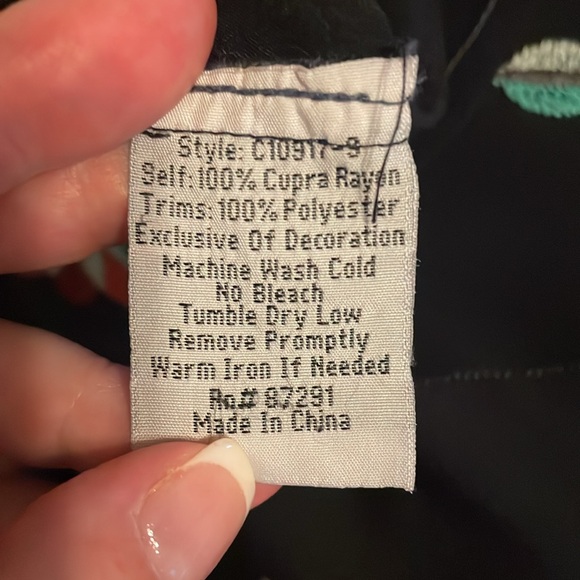 Style: C10917-9
Self: 100% Cupra Rayon
Trims: 100% Polyester
Exclusive Of Decoration
Machine Wash Cold
No Bleach
Tumble Dry Low
Remove Promptly
Warm Iron If Needed
Rn# 87291
Made In China